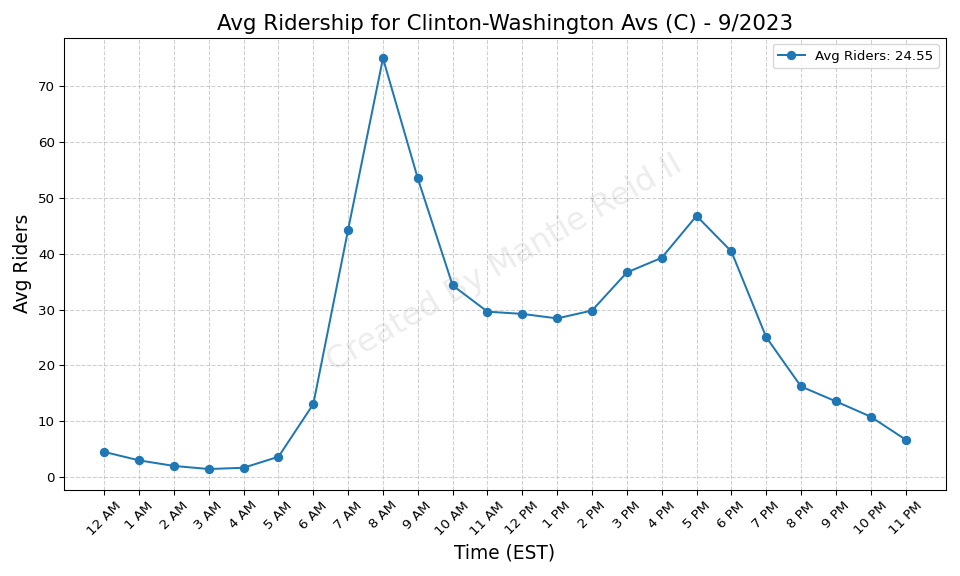 Avg Ridership for Clinton-Washington Avs (C) - 9/2023
Avg Riders: 24.55
70
60
50
40
30
20
10
0
Avg Riders
Created By Mantie Reid II
12 AM
1 AM
2 AM
3 AM
4 AM
5 AM
6 AM
7 AM
8 AM
9 AM
10 AM
11 AM
12 PM
1 PM
2 PM
3 PM
4 PM
5 PM
6 PM
7 PM
8 PM
9 PM
10 PM
11 PM
Time (EST)